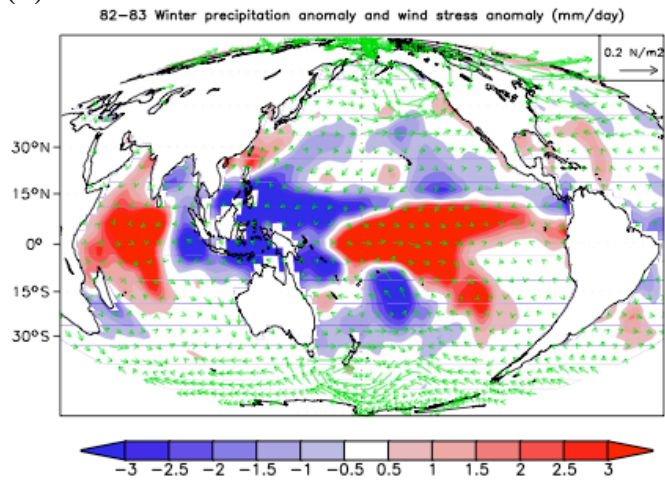 82−83 Winter precipitation anomaly and wind stress anomaly (mm/day)
0.2 N/m2
30°N
15°N
0°
15°S
30°S
−3 −2.5 −2 −1.5 −1 −0.5 0.5 1 1.5 2 2.5 3